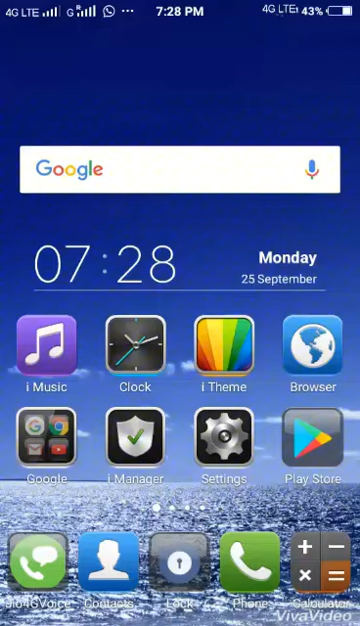 4G LTE G R ... 7:28 PM 4G LTE 43%
Google
07:28 Monday
25 September
i Music Clock i Theme Browser
Google i Manager Settings Play Store
Jio4GVoice Contacts Lock Phone Calculator
VivaVideo